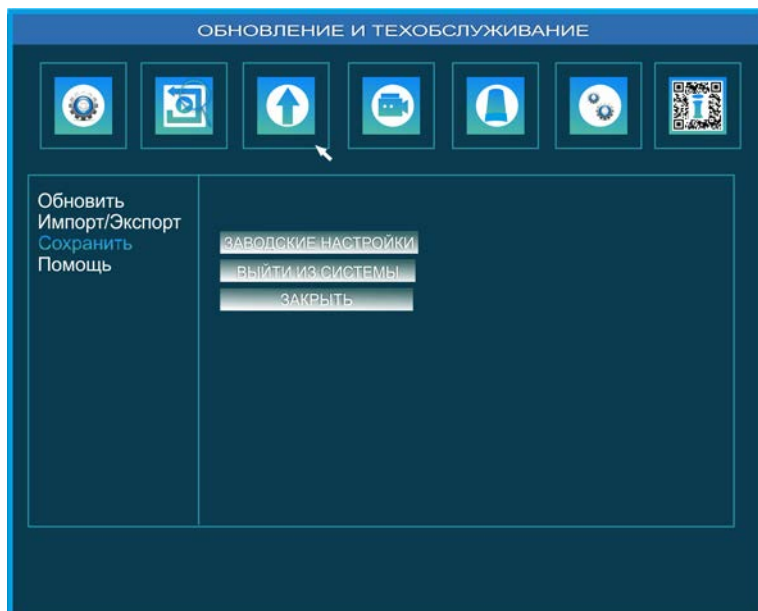 ОБНОВЛЕНИЕ И ТЕХОБСЛУЖИВАНИЕ
Обновить
Импорт/Экспорт
Сохранить
Помощь
ЗАВОДСКИЕ НАСТРОЙКИ
ВЫЙТИ ИЗ СИСТЕМЫ
ЗАКРЫТЬ